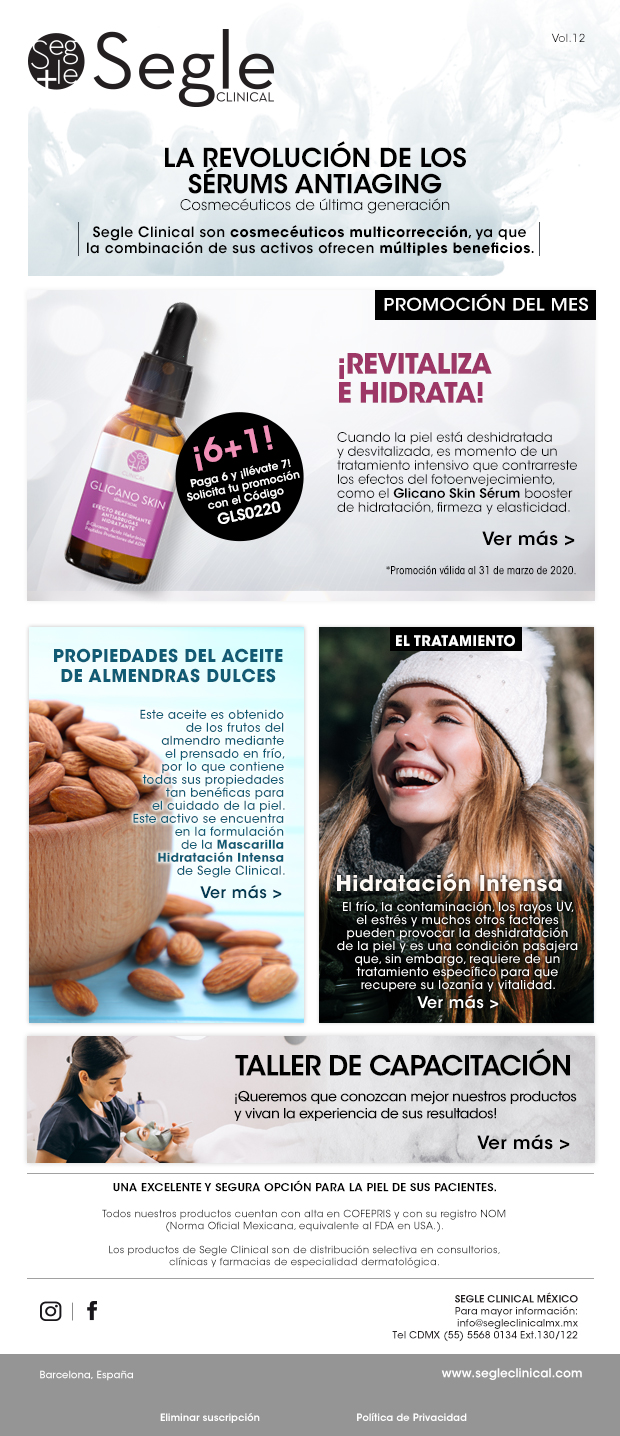 Seg
+le
Segle
CLINICAL
Vol.12
LA REVOLUCIÓN DE LOS
SÉRUMS ANTIAGING
Cosmecéuticos de última generación
Segle Clinical son cosmecéuticos multicorrección, ya que
la combinación de sus activos ofrecen múltiples beneficios.
PROMOCIÓN DEL MES
¡REVITALIZA
E HIDRATA!
Cuando la piel está deshidratada
y desvitalizada, es momento de un
tratamiento intensivo que contrarreste
los efectos del fotoenvejecimiento,
como el Glicano Skin Sérum booster
de hidratación, firmeza y elasticidad.
Ver más >
*Promoción válida al 31 de marzo de 2020.
Seg
+le
CLINICAL
GLICANO SKIN
EFECTO REAFIRMANTE
ANTIARRUGAS
HIDRATANTE
¡6+1!
Paga 6 y ¡llévate 7!
Solicita tu promoción
con el Código
GLS0220
PROPIEDADES DEL ACEITE
DE ALMENDRAS DULCES
Este aceite es obtenido
de los frutos del
almendro mediante
el prensado en frío,
por lo que contiene
todas sus propiedades
tan benéficas para
el cuidado de la piel.
Este activo se encuentra
en la formulación
de la Mascarilla
Hidratación Intensa
de Segle Clinical.
Ver más >
EL TRATAMIENTO
Hidratación Intensa
El frío, la contaminación, los rayos UV,
el estrés y muchos otros factores
pueden provocar la deshidratación
de la piel y es una condición pasajera
que, sin embargo, requiere de un
tratamiento específico para que
recupere su lozanía y vitalidad.
Ver más >
TALLER DE CAPACITACIÓN
¡Queremos que conozcan mejor nuestros productos
y vivan la experiencia de sus resultados!
Ver más >
UNA EXCELENTE Y SEGURA OPCIÓN PARA LA PIEL DE SUS PACIENTES.
Todos nuestros productos cuentan con alta en COFEPRIS y con su registro NOM
(Norma Oficial Mexicana, equivalente al FDA en USA.).
Los productos de Segle Clinical son de distribución selectiva en consultorios,
clínicas y farmacias de especialidad dermatológica.
SEGLE CLINICAL MÉXICO
Para mayor información:
info@segleclinicalmx.mx
Tel CDMX (55) 5568 0134 Ext.130/122
Barcelona, España
www.segleclinical.com
Eliminar suscripción
Política de Privacidad